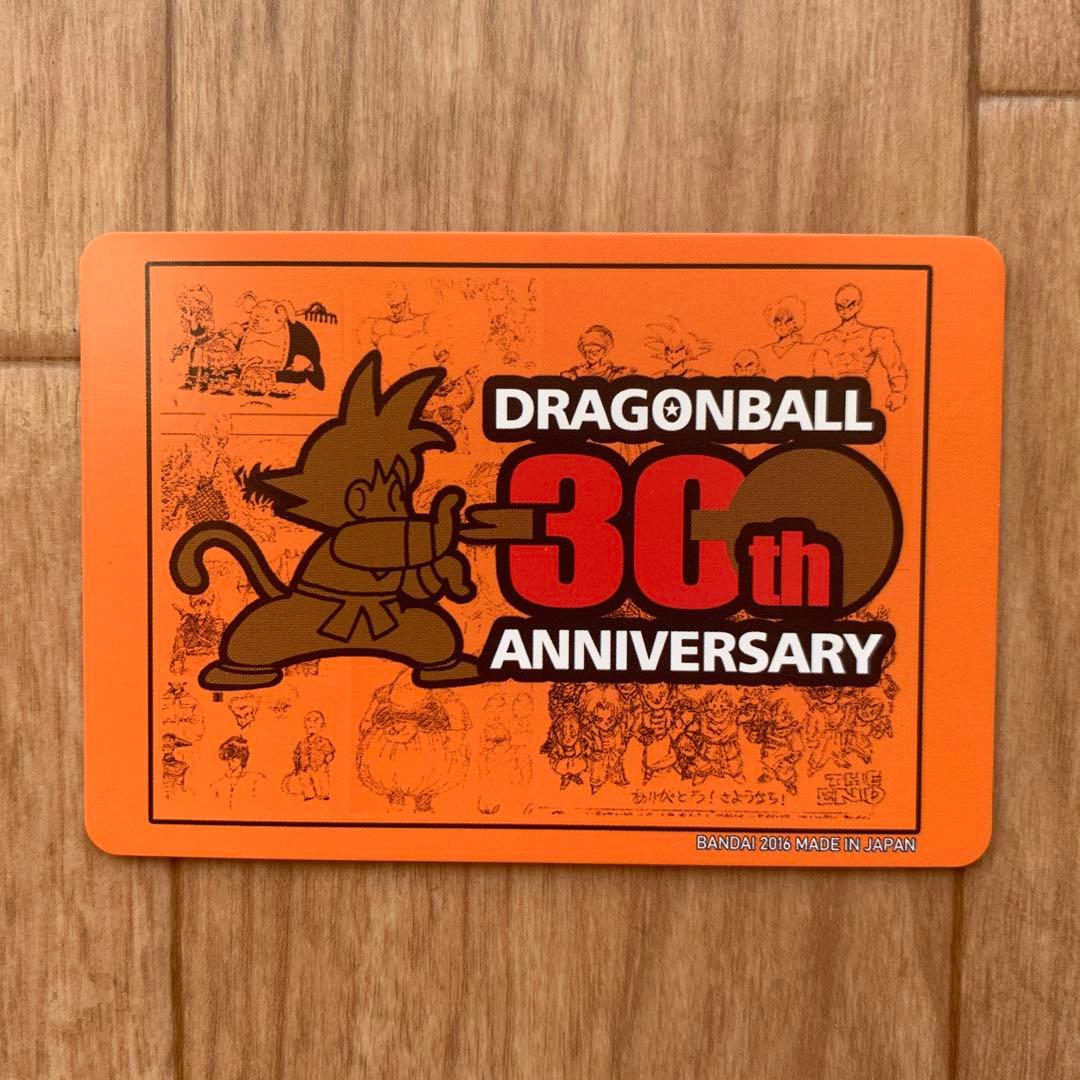 DRAGONBALL
30th
ANNIVERSARY
ありがとう！さようなら！
THE
END
BANDAI 2016 MADE IN JAPAN